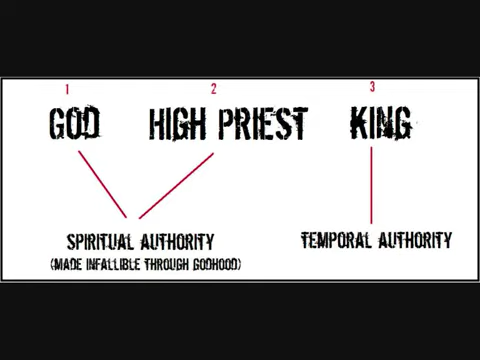 1 2 3
GOD HIGH PRIEST KING
SPIRITUAL AUTHORITY TEMPORAL AUTHORITY
(MADE INFALLIBLE THROUGH GODHOOD)